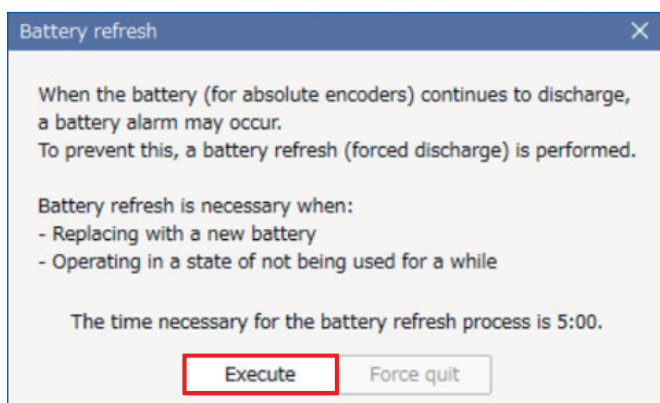 Battery refresh
When the battery (for absolute encoders) continues to discharge,
a battery alarm may occur.
To prevent this, a battery refresh (forced discharge) is performed.
Battery refresh is necessary when:
- Replacing with a new battery
- Operating in a state of not being used for a while
The time necessary for the battery refresh process is 5:00.
Execute
Force quit